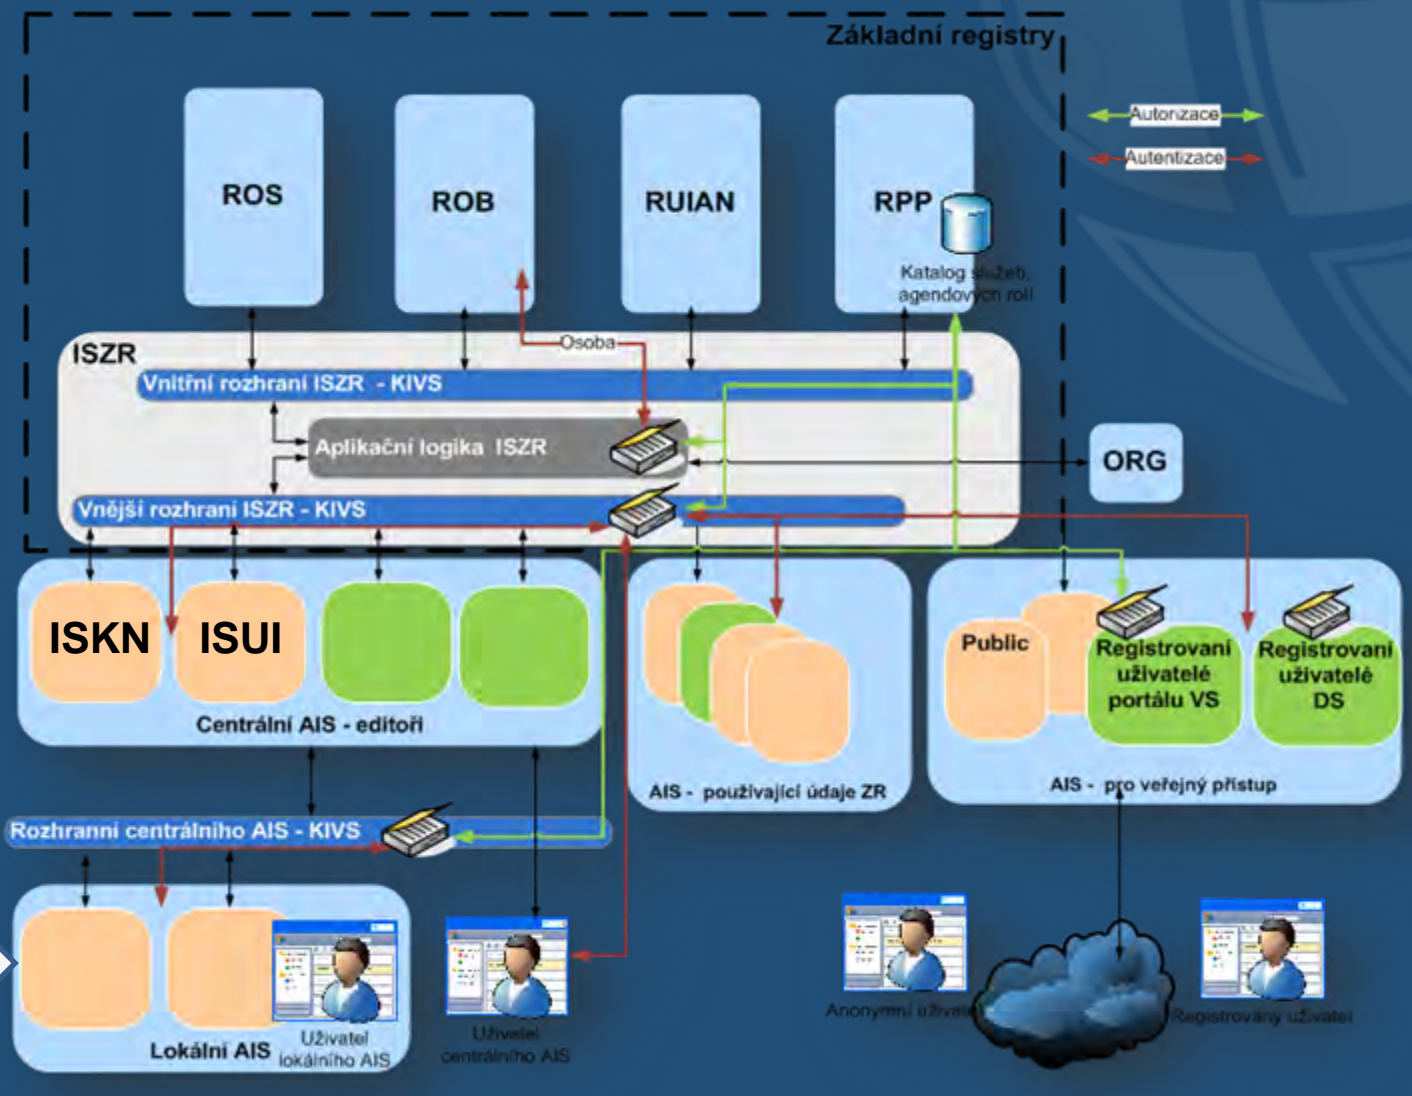 Základní registry
Autorizace
Autentizace
ROS
ROB
RUIAN
RPP
Katalog služeb,
agendových rolí
ISZR
Osoba
Vnitřní rozhraní ISZR - KIVS
Aplikační logika ISZR
ORG
Vnější rozhraní ISZR - KIVS
ISKN
ISUI
Centrální AIS - editoři
AIS - používající údaje ZR
Public
Registrovaní
uživatelé
portálu VS
Registrovaní
uživatelé
DS
AIS - pro veřejný přístup
Rozhranní centrálního AIS - KIVS
Lokální AIS
Uživatel
lokálního AIS
Uživatel
centrálního AIS
Anonymní uživatel
Registrovaný uživatel